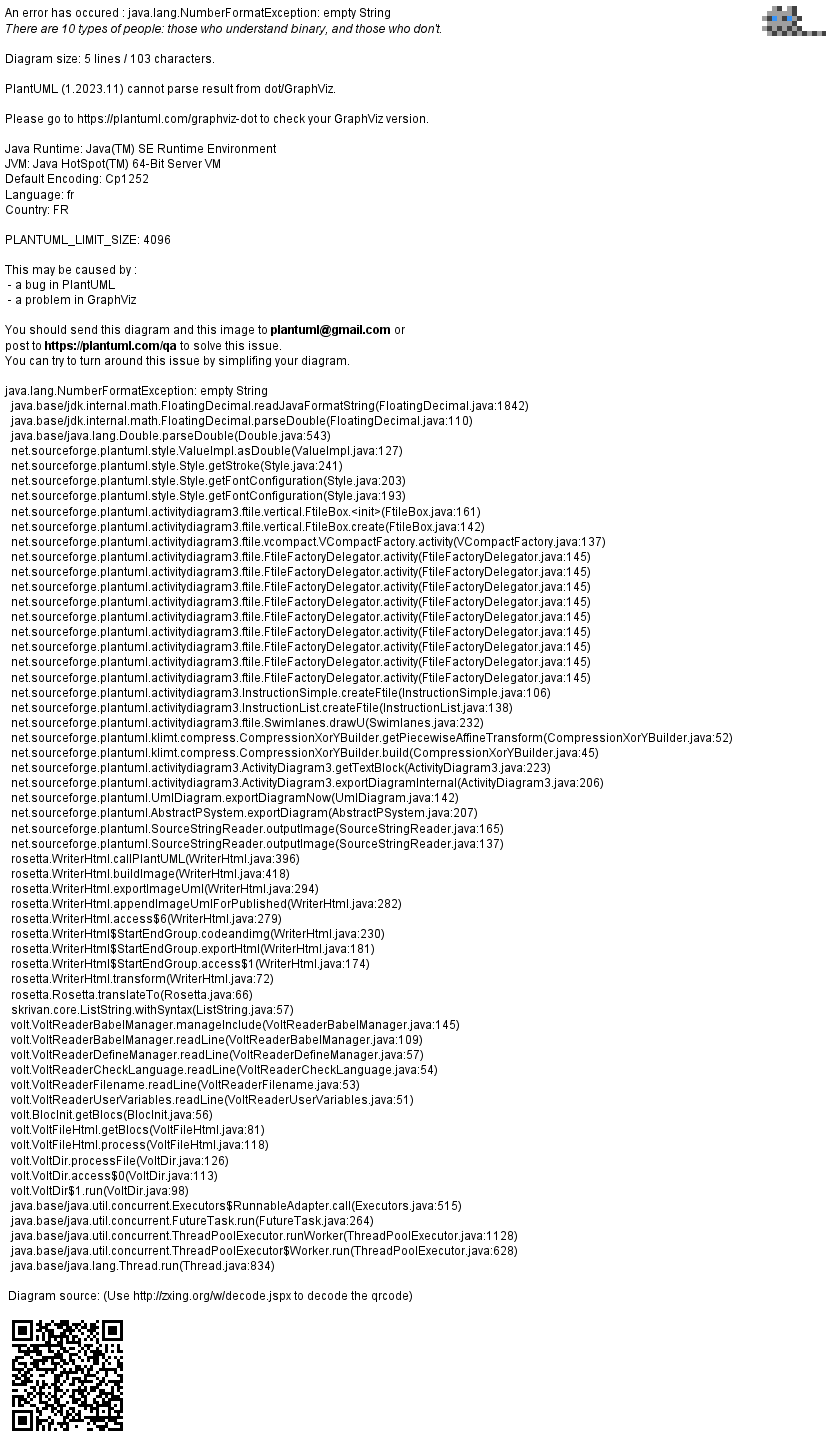 An error has occured : java.lang.NumberFormatException: empty String
There are 10 types of people: those who understand binary, and those who don't.
Diagram size: 5 lines / 103 characters.
PlantUML (1.2023.11) cannot parse result from dot/GraphViz.
Please go to https://plantuml.com/graphviz-dot to check your GraphViz version.
Java Runtime: Java(TM) SE Runtime Environment
JVM: Java HotSpot(TM) 64-Bit Server VM
Default Encoding: Cp1252
Language: fr
Country: FR
PLANTUML_LIMIT_SIZE: 4096
This may be caused by :
- a bug in PlantUML
- a problem in GraphViz
You should send this diagram and this image to plantuml@gmail.com or
post to https://plantuml.com/qa to solve this issue.
You can try to turn around this issue by simplifing your diagram.
java.lang.NumberFormatException: empty String
java.base/jdk.internal.math.FloatingDecimal.readJavaFormatString(FloatingDecimal.java:1842)
java.base/jdk.internal.math.FloatingDecimal.parseDouble(FloatingDecimal.java:110)
java.base/java.lang.Double.parseDouble(Double.java:543)
net.sourceforge.plantuml.style.ValueImpl.asDouble(ValueImpl.java:127)
net.sourceforge.plantuml.style.Style.getStroke(Style.java:241)
net.sourceforge.plantuml.style.Style.getFontConfiguration(Style.java:203)
net.sourceforge.plantuml.style.Style.getFontConfiguration(Style.java:193)
net.sourceforge.plantuml.activitydiagram3.ftile.vertical.FtileBox.<init>(FtileBox.java:161)
net.sourceforge.plantuml.activitydiagram3.ftile.vertical.FtileBox.create(FtileBox.java:142)
net.sourceforge.plantuml.activitydiagram3.ftile.vcompact.VCompactFactory.activity(VCompactFactory.java:137)
net.sourceforge.plantuml.activitydiagram3.ftile.FtileFactoryDelegator.activity(FtileFactoryDelegator.java:145)
net.sourceforge.plantuml.activitydiagram3.ftile.FtileFactoryDelegator.activity(FtileFactoryDelegator.java:145)
net.sourceforge.plantuml.activitydiagram3.ftile.FtileFactoryDelegator.activity(FtileFactoryDelegator.java:145)
net.sourceforge.plantuml.activitydiagram3.ftile.FtileFactoryDelegator.activity(FtileFactoryDelegator.java:145)
net.sourceforge.plantuml.activitydiagram3.ftile.FtileFactoryDelegator.activity(FtileFactoryDelegator.java:145)
net.sourceforge.plantuml.activitydiagram3.ftile.FtileFactoryDelegator.activity(FtileFactoryDelegator.java:145)
net.sourceforge.plantuml.activitydiagram3.ftile.FtileFactoryDelegator.activity(FtileFactoryDelegator.java:145)
net.sourceforge.plantuml.activitydiagram3.ftile.FtileFactoryDelegator.activity(FtileFactoryDelegator.java:145)
net.sourceforge.plantuml.activitydiagram3.ftile.FtileFactoryDelegator.activity(FtileFactoryDelegator.java:145)
net.sourceforge.plantuml.activitydiagram3.InstructionSimple.createFtile(InstructionSimple.java:106)
net.sourceforge.plantuml.activitydiagram3.InstructionList.createFtile(InstructionList.java:138)
net.sourceforge.plantuml.activitydiagram3.ftile.Swimlanes.drawU(Swimlanes.java:232)
net.sourceforge.plantuml.klimt.compress.CompressionXorYBuilder.getPiecewiseAffineTransform(CompressionXorYBuilder.java:52)
net.sourceforge.plantuml.klimt.compress.CompressionXorYBuilder.build(CompressionXorYBuilder.java:45)
net.sourceforge.plantuml.activitydiagram3.ActivityDiagram3.getTextBlock(ActivityDiagram3.java:223)
net.sourceforge.plantuml.activitydiagram3.ActivityDiagram3.exportDiagramInternal(ActivityDiagram3.java:206)
net.sourceforge.plantuml.UmlDiagram.exportDiagramNow(UmlDiagram.java:142)
net.sourceforge.plantuml.AbstractPSystem.exportDiagram(AbstractPSystem.java:207)
net.sourceforge.plantuml.SourceStringReader.outputImage(SourceStringReader.java:165)
net.sourceforge.plantuml.SourceStringReader.outputImage(SourceStringReader.java:137)
rosetta.WriterHtml.callPlantUML(WriterHtml.java:396)
rosetta.WriterHtml.buildImage(WriterHtml.java:418)
rosetta.WriterHtml.exportImageUml(WriterHtml.java:294)
rosetta.WriterHtml.appendImageUmlForPublished(WriterHtml.java:282)
rosetta.WriterHtml.access$6(WriterHtml.java:279)
rosetta.WriterHtml$StartEndGroup.codeandimg(WriterHtml.java:230)
rosetta.WriterHtml$StartEndGroup.exportHtml(WriterHtml.java:181)
rosetta.WriterHtml$StartEndGroup.access$1(WriterHtml.java:174)
rosetta.WriterHtml.transform(WriterHtml.java:72)
rosetta.Rosetta.translateTo(Rosetta.java:66)
skrivan.core.ListString.withSyntax(ListString.java:57)
volt.VoltReaderBabelManager.manageInclude(VoltReaderBabelManager.java:145)
volt.VoltReaderBabelManager.readLine(VoltReaderBabelManager.java:109)
volt.VoltReaderDefineManager.readLine(VoltReaderDefineManager.java:57)
volt.VoltReaderCheckLanguage.readLine(VoltReaderCheckLanguage.java:54)
volt.VoltReaderFilename.readLine(VoltReaderFilename.java:53)
volt.VoltReaderUserVariables.readLine(VoltReaderUserVariables.java:51)
volt.BlocInit.getBlocs(BlocInit.java:56)
volt.VoltFileHtml.getBlocs(VoltFileHtml.java:81)
volt.VoltFileHtml.process(VoltFileHtml.java:118)
volt.VoltDir.processFile(VoltDir.java:126)
volt.VoltDir.access$0(VoltDir.java:113)
volt.VoltDir$1.run(VoltDir.java:98)
java.base/java.util.concurrent.Executors$RunnableAdapter.call(Executors.java:515)
java.base/java.util.concurrent.FutureTask.run(FutureTask.java:264)
java.base/java.util.concurrent.ThreadPoolExecutor.runWorker(ThreadPoolExecutor.java:1128)
java.base/java.util.concurrent.ThreadPoolExecutor$Worker.run(ThreadPoolExecutor.java:628)
java.base/java.lang.Thread.run(Thread.java:834)
Diagram source: (Use http://zxing.org/w/decode.jspx to decode the qrcode)